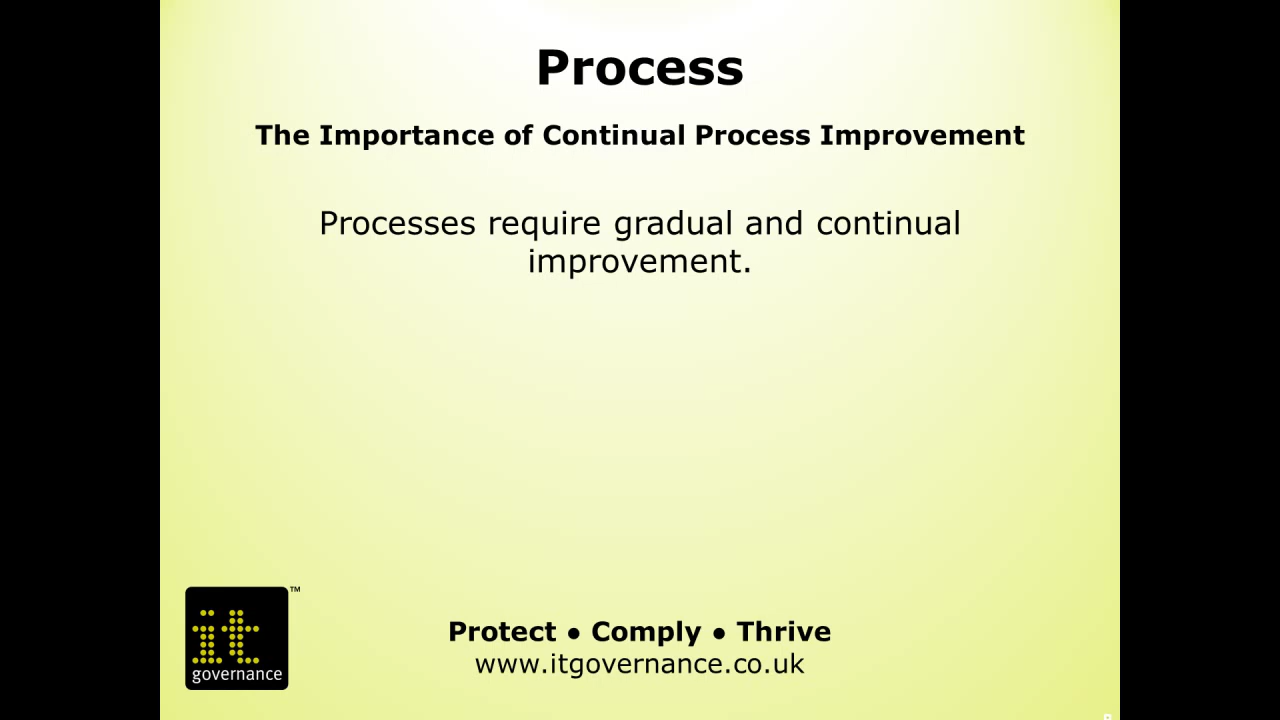 Process
The Importance of Continual Process Improvement
Processes require gradual and continual
improvement.
™
it
governance
Protect ● Comply ● Thrive
www.itgovernance.co.uk